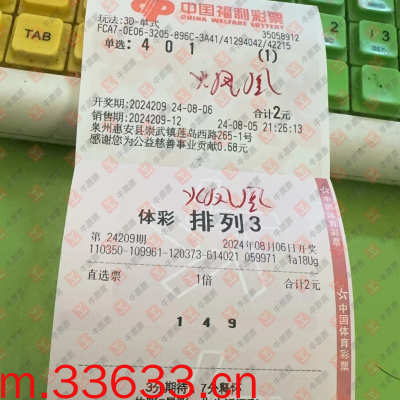 中国福利彩票
CHINA WELFARE LOTTERY
玩法:3D-单式
35058912
FCA7-0E06-3205-896C-3A41/41294042/42215
单选: 4 0 1
(1)
火凤凰
开奖期:2024209 24-08-06
合计2元
销售期:2024209-12
24-08-05 21:26:13
泉州惠安县崇武镇莲岛西路265-1号
感谢您为公益慈善事业贡献0.68元
火凤凰
体彩 排列3
第 24209期
2024年08月06日开奖
110350-109961-120373-614021 059971 1a18Ug
直选票
1倍
合计2元
1 4 9
中国体育彩票
TAB
m.33633.cn